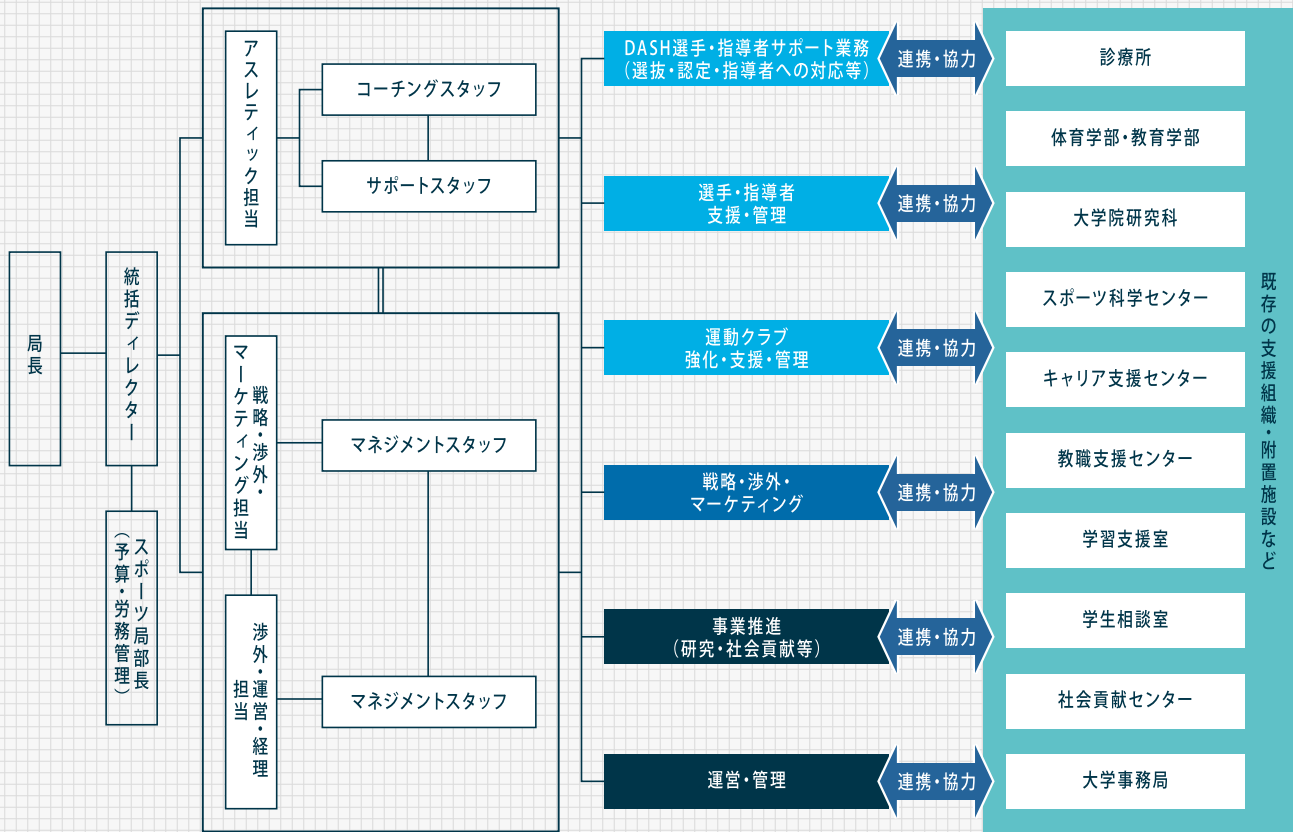 局長
統括ディレクター
スポーツ局部長
（予算・労務管理）
アスレティック担当
コーチングスタッフ
サポートスタッフ
戦略・渉外・
マーケティング担当
マネジメントスタッフ
渉外・運営・経理
担当
マネジメントスタッフ
DASH選手・指導者サポート業務
（選抜・認定・指導者への対応等）
連携・協力
選手・指導者
支援・管理
連携・協力
運動クラブ
強化・支援・管理
連携・協力
戦略・渉外・
マーケティング
連携・協力
事業推進
（研究・社会貢献等）
連携・協力
運営・管理
連携・協力
診療所
体育学部・教育学部
大学院研究科
スポーツ科学センター
キャリア支援センター
教職支援センター
学習支援室
学生相談室
社会貢献センター
大学事務局
既存の支援組織・附置施設など